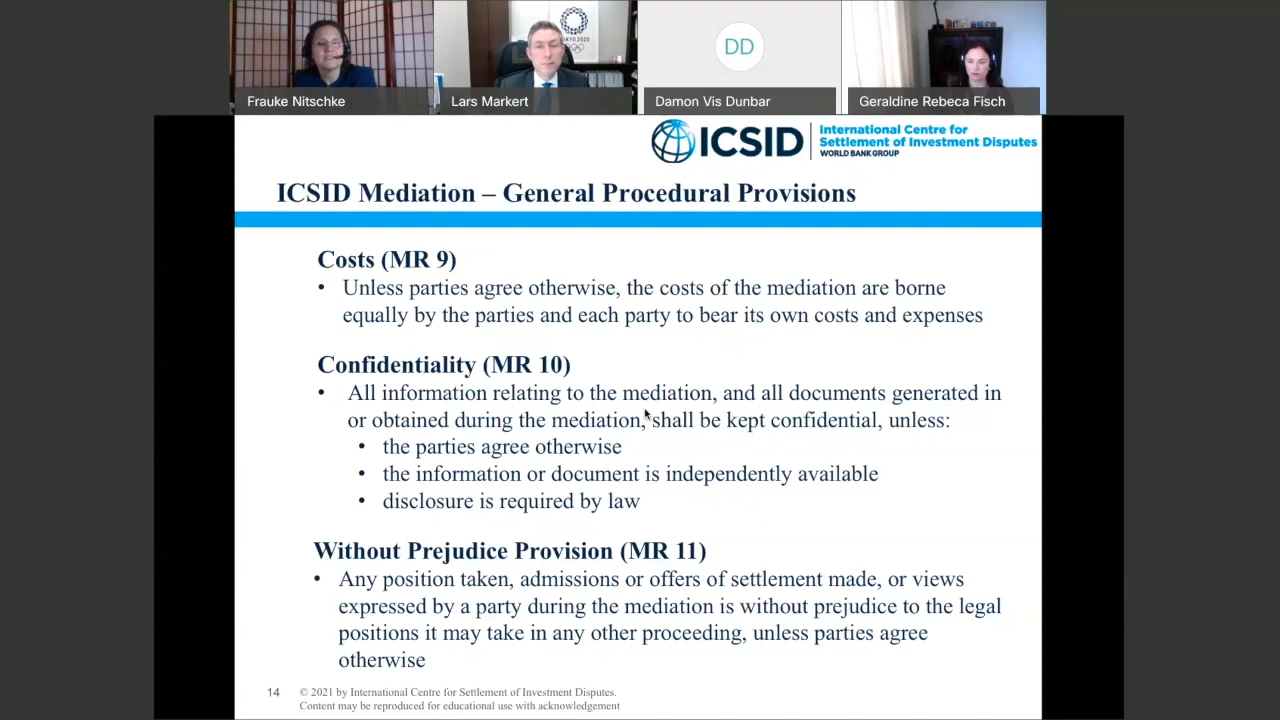 TOKYO 2020
Frauke Nitschke
Lars Markert
DD
Damon Vis Dunbar
Geraldine Rebeca Fisch
ICSID
International Centre for
Settlement of Investment Disputes
WORLD BANK GROUP
ICSID Mediation – General Procedural Provisions
Costs (MR 9)
• Unless parties agree otherwise, the costs of the mediation are borne
equally by the parties and each party to bear its own costs and expenses
Confidentiality (MR 10)
• All information relating to the mediation, and all documents generated in
or obtained during the mediation, shall be kept confidential, unless:
• the parties agree otherwise
• the information or document is independently available
• disclosure is required by law
Without Prejudice Provision (MR 11)
• Any position taken, admissions or offers of settlement made, or views
expressed by a party during the mediation is without prejudice to the legal
positions it may take in any other proceeding, unless parties agree
otherwise
14
© 2021 by International Centre for Settlement of Investment Disputes.
Content may be reproduced for educational use with acknowledgement